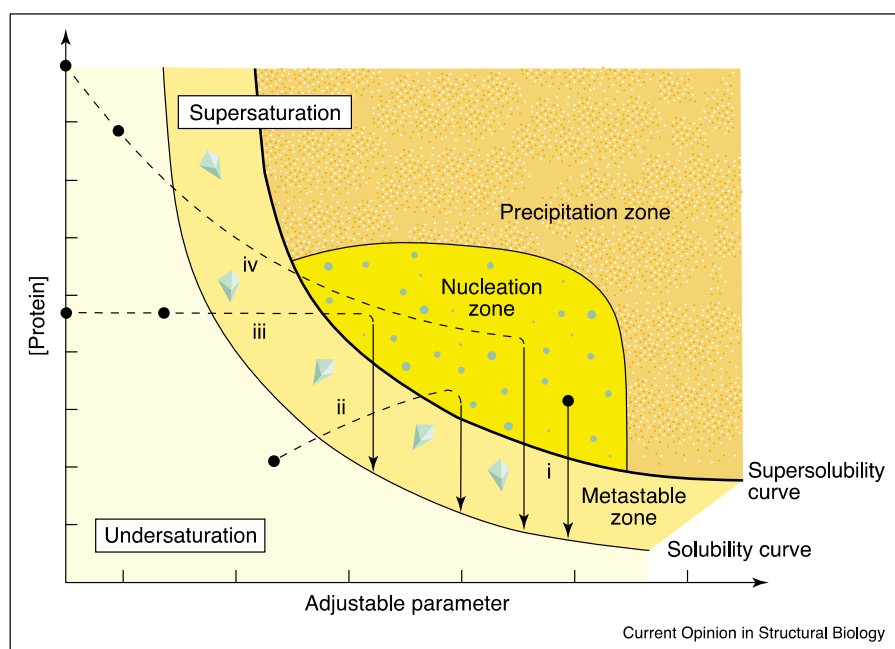 Supersaturation
Precipitation zone
iv
Nucleation
zone
[Protein]
iii
ii
i
Supersolubility
curve
Metastable
zone
Undersaturation
Solubility curve
Adjustable parameter
Current Opinion in Structural Biology